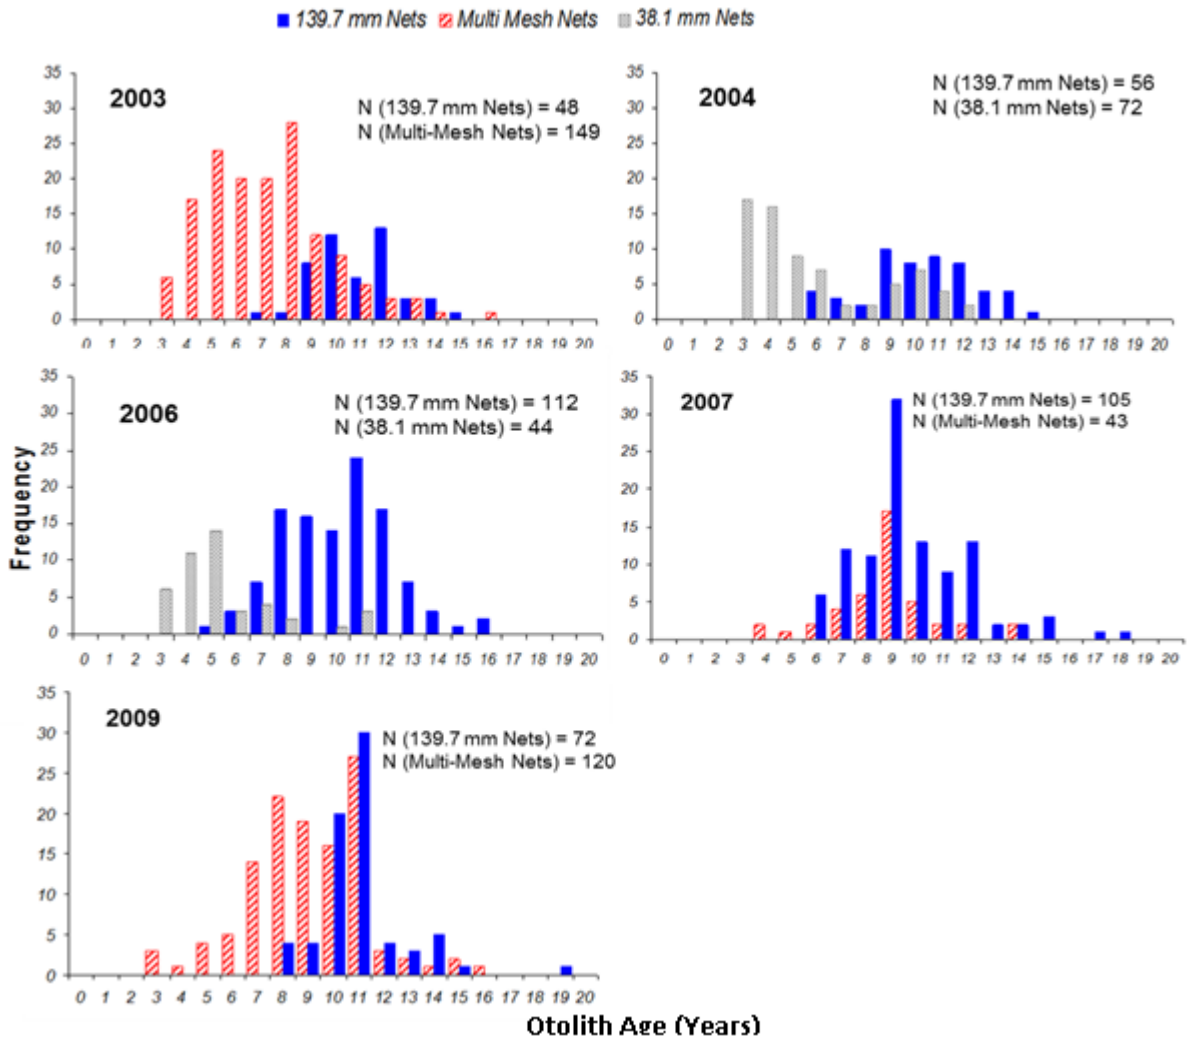 139.7 mm Nets Multi Mesh Nets 38.1 mm Nets
2003
N (139.7 mm Nets) = 48
N (Multi-Mesh Nets) = 149
35
30
25
20
15
10
5
0
0 1 2 3 4 5 6 7 8 9 10 11 12 13 14 15 16 17 18 19 20
2004
N (139.7 mm Nets) = 56
N (38.1 mm Nets) = 72
35
30
25
20
15
10
5
0
0 1 2 3 4 5 6 7 8 9 10 11 12 13 14 15 16 17 18 19 20
Frequency
2006
N (139.7 mm Nets) = 112
N (38.1 mm Nets) = 44
35
30
25
20
15
10
5
0
0 1 2 3 4 5 6 7 8 9 10 11 12 13 14 15 16 17 18 19 20
2007
N (139.7 mm Nets) = 105
N (Multi-Mesh Nets) = 43
35
30
25
20
15
10
5
0
0 1 2 3 4 5 6 7 8 9 10 11 12 13 14 15 16 17 18 19 20
2009
N (139.7 mm Nets) = 72
N (Multi-Mesh Nets) = 120
35
30
25
20
15
10
5
0
0 1 2 3 4 5 6 7 8 9 10 11 12 13 14 15 16 17 18 19 20
Otolith Age (Years)